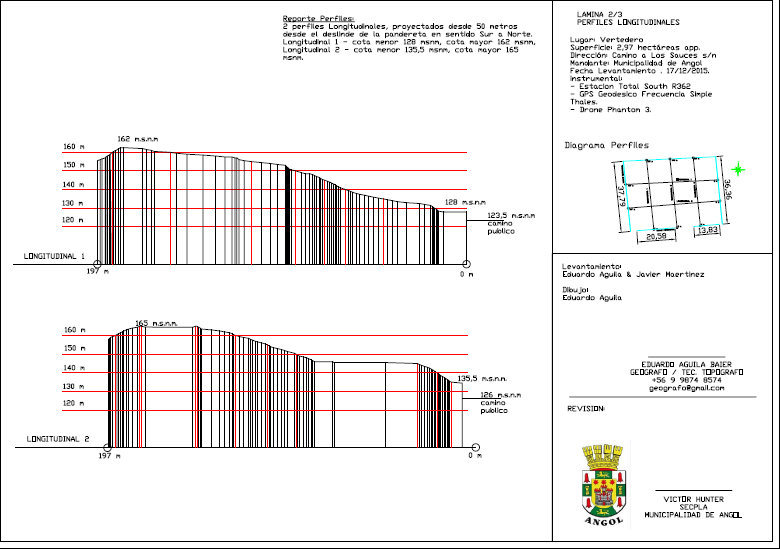 Reporte Perfiles:
2 perfiles Longitudinales, proyectados desde 50 metros
desde el deslinde de la pandereta en sentido Sur a Norte.
Longitudinal 1 - cota menor 128 msnm, cota mayor 162 msnm,
Longitudinal 2 - cota menor 135,5 msnm, cota mayor 165
msnm.
162 m.s.n.m
160 m
150 m
140 m
130 m
120 m
128 m.s.n.m
123,5 m.s.n.m
camino
publico
LONGITUDINAL 1
197 m
0 m
165 m.s.n.m.
160 m
150 m
140 m
130 m
120 m
135,5 m.s.n.m.
126 m.s.n.m
camino
publico
LONGITUDINAL 2
197 m
0 m
LAMINA 2/3
PERFILES LONGITUDINALES
Lugar: Vertedero
Superficie: 2,97 hectáreas app.
Dirección: Camino a Los Sauces s/n
Mandante: Municipalidad de Angol
Fecha Levantamiento . 17/12/2015.
Instrumental:
- Estacion Total South R362
- GPS Geodesico Frecuencia Simple
Thales.
- Drone Phanton 3.
Diagrama Perfiles
37,79
36,36
20,58
13,83
Levantamiento:
Eduardo Aguila & Javier Maertinez
Dibujo:
Eduardo Aguila
EDUARDO AGUILA BAIER
GEOGRAFO / TEC. TOPOGRAFO
+56 9 9874 8574
geografo@gmail.com
REVISION:
ANGOL
VICTOR HUNTER
SECPLA
MUNICIPALIDAD DE ANGOL